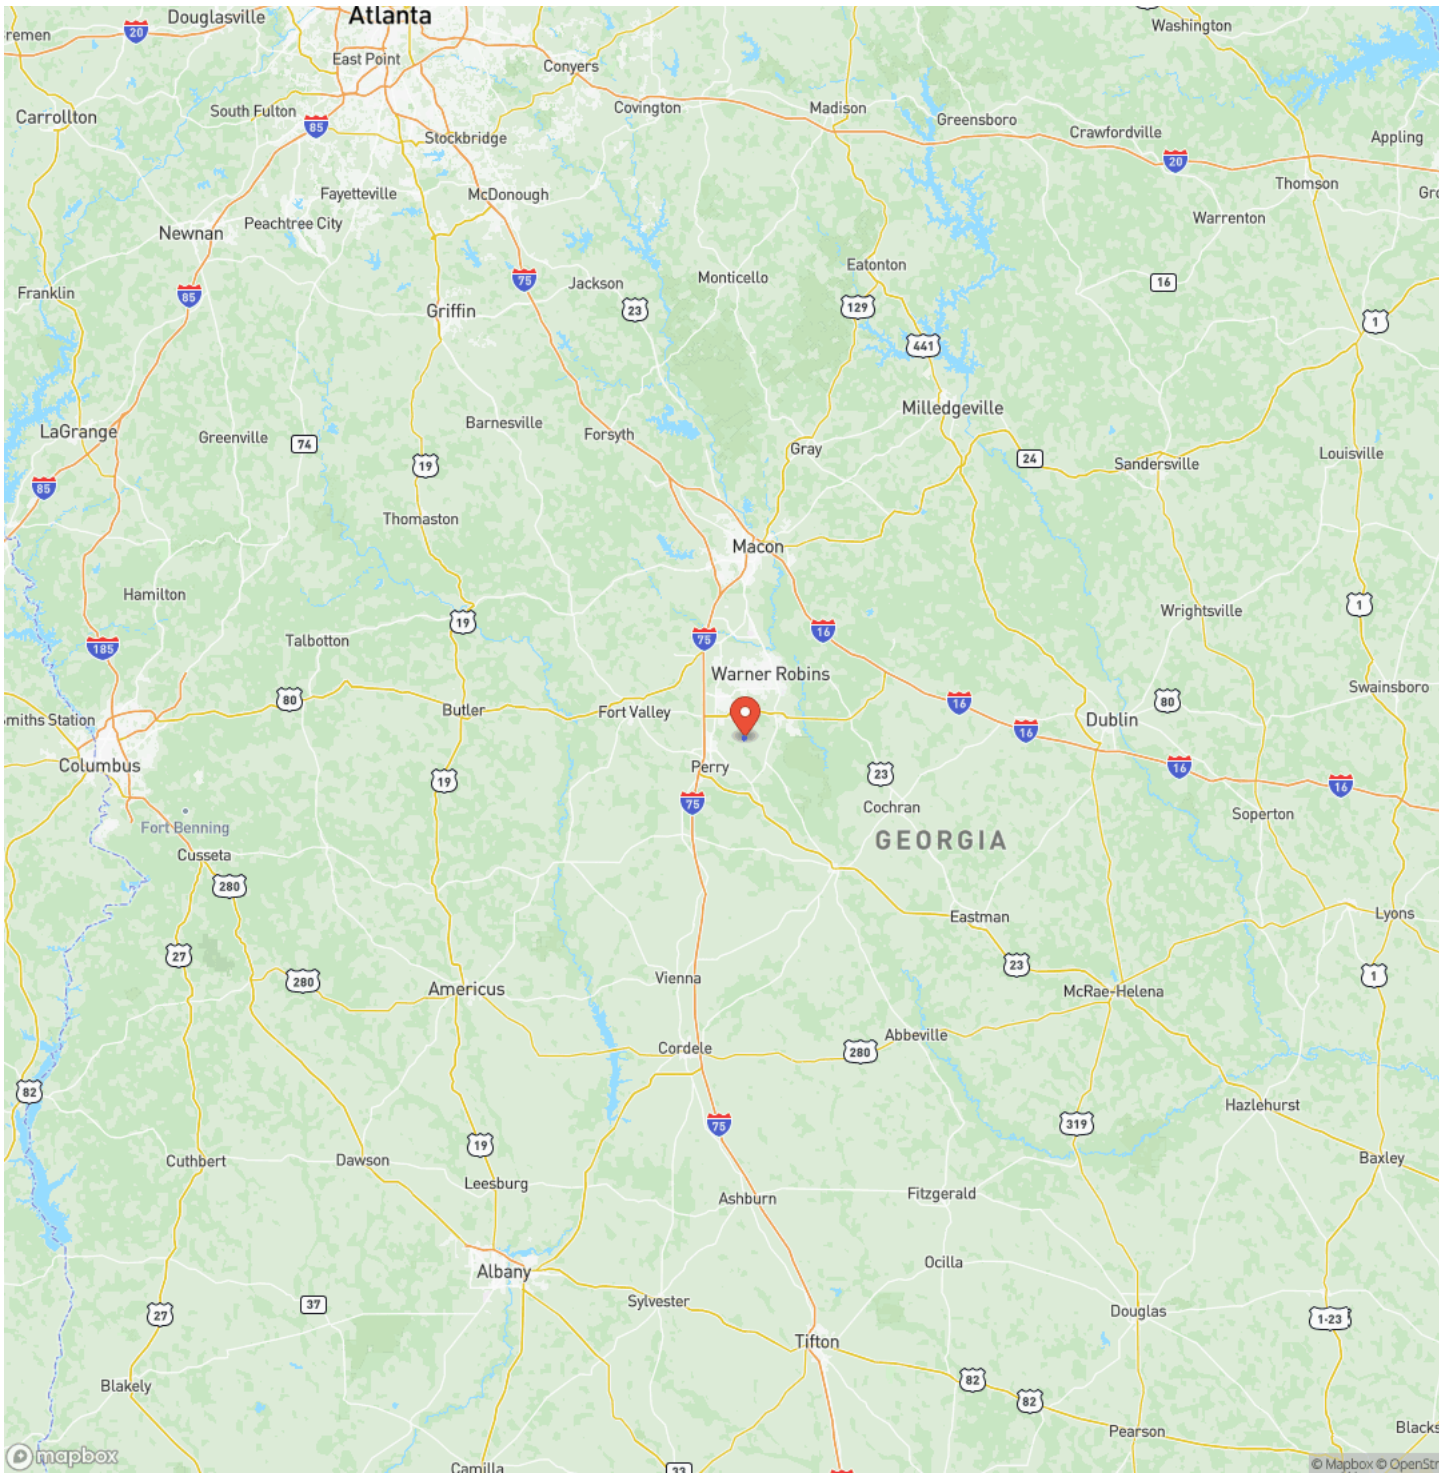 Atlanta
Douglasville
Washington
remen
20
East Point
Conyers
Carrollton
South Fulton
85
Covington
Madison
Greensboro
Crawfordville
Appling
Stockbridge
20
Fayetteville
McDonough
Thomson
Gro
Newnan
Peachtree City
Warrenton
Franklin
85
75
Jackson
Monticello
Eatonton
16
Griffin
23
129
1
441
Milledgeville
LaGrange
Greenville
74
Barnesville
Forsyth
Gray
24
Sandersville
Louisville
85
19
Thomaston
Macon
Hamilton
Talbotton
19
75
16
Wrightsville
1
185
Warner Robins
Swainsboro
80
Butler
Fort Valley
16
16
80
Dublin
miths Station
Columbus
19
Perry
23
16
16
75
Cochran
Soperton
Fort Benning
Cusseta
GEORGIA
280
Eastman
Lyons
27
280
Americus
Vienna
23
McRae-Helena
1
Cordele
280
Abbeville
82
75
319
Hazlehurst
19
Cuthbert
Dawson
Leesburg
Ashburn
Fitzgerald
Baxley
Albany
Ocilla
27
37
Sylvester
Tifton
Douglas
1-23
Blakely
82
82
Pearson
Blacks
mapbox
Camilla
33
© Mapbox © OpenStr